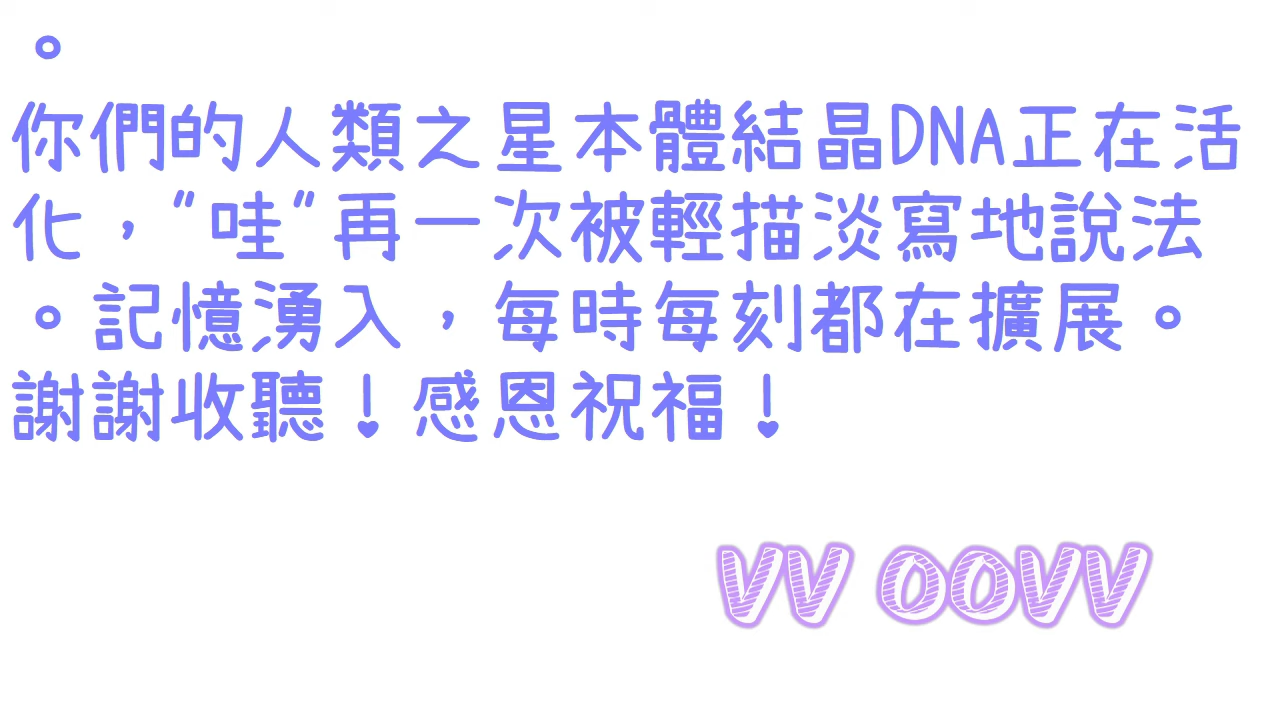 。
你們的人類之星本體結晶DNA正在活
化，"哇"再一次被輕描淡寫地說法
。記憶湧入，每時每刻都在擴展。
謝謝收聽！感恩祝福！
VV OOVV